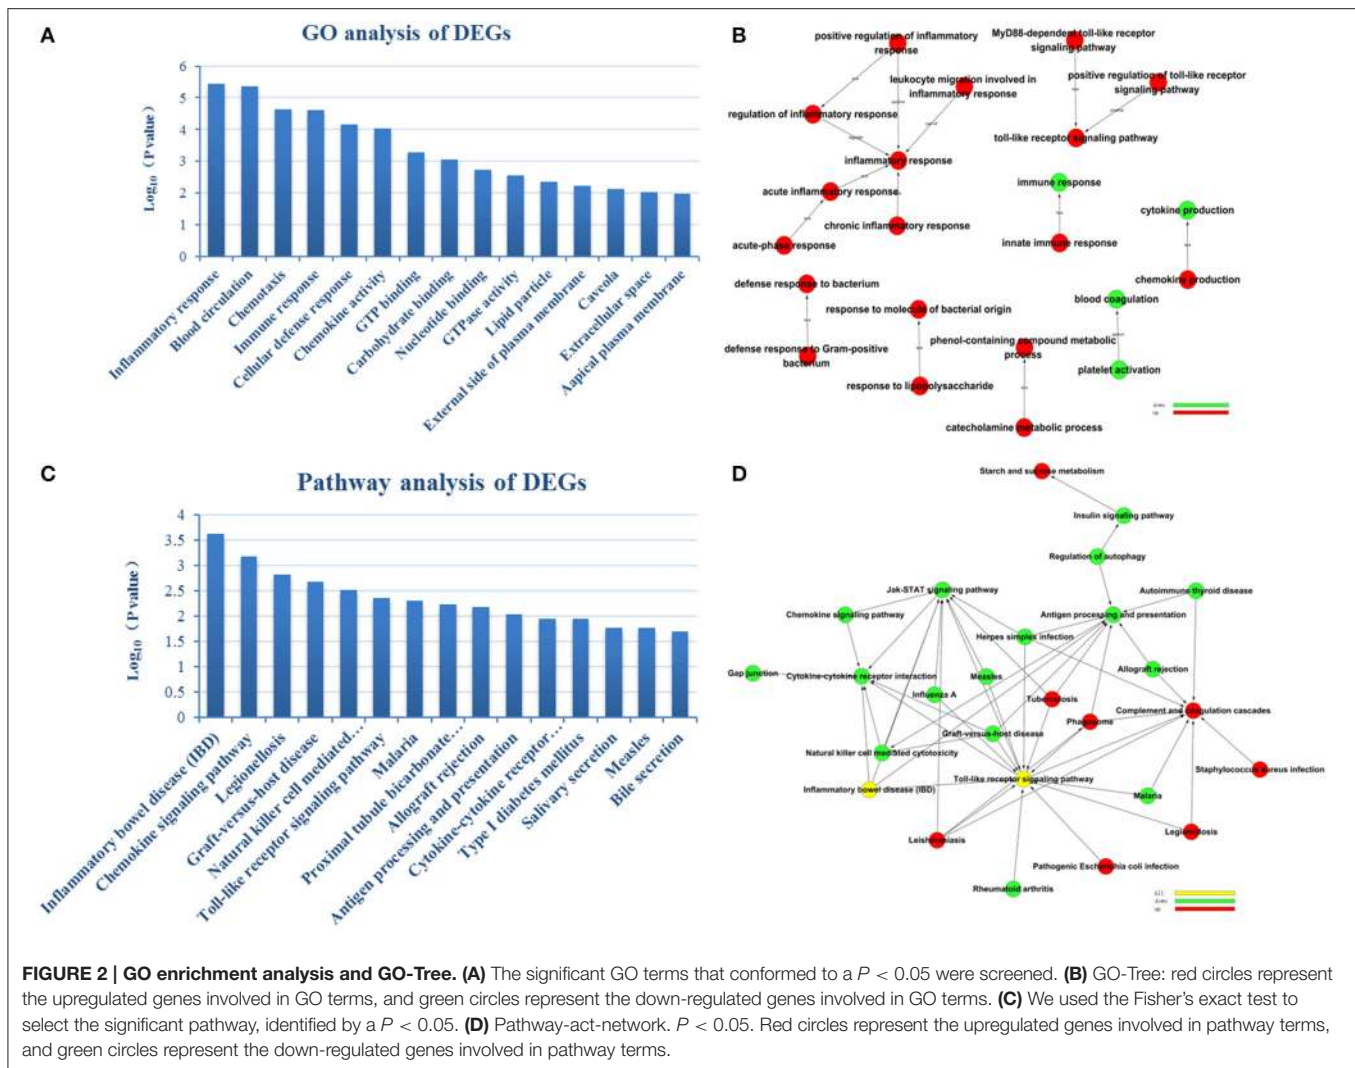 A
GO analysis of DEGs
Log10 (P value)
6
5
4
3
2
1
0
Inflammatory response
Blood circulation
Chemotaxis
Immune response
Cellular defense response
Chemokine activity
GTP binding
Carbohydrate binding
Nucleotide binding
GTPase activity
Lipid particle
External side of plasma membrane
Caveola
Extracellular space
Aapical plasma membrane
B
positive regulation of inflammatory
response
MyD88-dependent toll-like receptor
signaling pathway
leukocyte migration involved in
inflammatory response
positive regulation of toll-like receptor
signaling pathway
regulation of inflammatory response
toll-like receptor signaling pathway
inflammatory response
acute inflammatory response
immune response
chronic inflammatory response
cytokine production
acute-phase response
innate immune response
defense response to bacterium
chemokine production
response to molecule of bacterial origin
blood coagulation
defense response to Gram-positive
bacterium
phenol-containing compound metabolic
process
response to lipopolysaccharide
platelet activation
catecholamine metabolic process
down
up
C
Pathway analysis of DEGs
Log10 (P value)
4
3.5
3
2.5
2
1.5
1
0.5
0
Inflammatory bowel disease (IBD)
Chemokine signaling pathway
Legionellosis
Graft-versus-host disease
Natural killer cell mediated...
Toll-like receptor signaling pathway
Malaria
Proximal tubule bicarbonate...
Allograft rejection
Antigen processing and presentation
Cytokine-cytokine receptor...
Type I diabetes mellitus
Salivary secretion
Measles
Bile secretion
D
Starch and sucrose metabolism
Insulin signaling pathway
Regulation of autophagy
Jak-STAT signaling pathway
Autoimmune thyroid disease
Chemokine signaling pathway
Antigen processing and presentation
Herpes simplex infection
Gap junction
Cytokine-cytokine receptor interaction
Measles
Allograft rejection
Influenza A
Tuberculosis
Complement and coagulation cascades
Phagosome
Graft-versus-host disease
Natural killer cell mediated cytotoxicity
Staphylococcus aureus infection
Toll-like receptor signaling pathway
Inflammatory bowel disease (IBD)
Malaria
Legionellosis
Leishmaniasis
Pathogenic Escherichia coli infection
Rheumatoid arthritis
all
down
up
FIGURE 2 | GO enrichment analysis and GO-Tree. (A) The significant GO terms that conformed to a P < 0.05 were screened. (B) GO-Tree: red circles represent
the upregulated genes involved in GO terms, and green circles represent the down-regulated genes involved in GO terms. (C) We used the Fisher's exact test to
select the significant pathway, identified by a P < 0.05. (D) Pathway-act-network. P < 0.05. Red circles represent the upregulated genes involved in pathway terms,
and green circles represent the down-regulated genes involved in pathway terms.